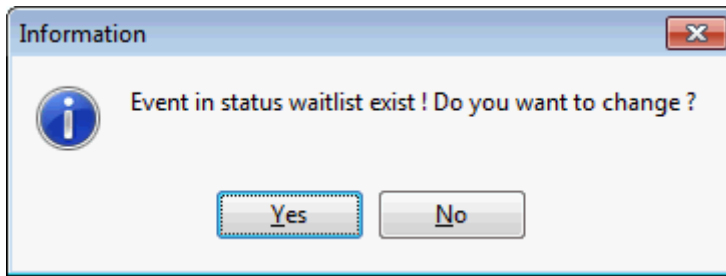 Information
Event in status waitlist exist ! Do you want to change ?
Yes
No